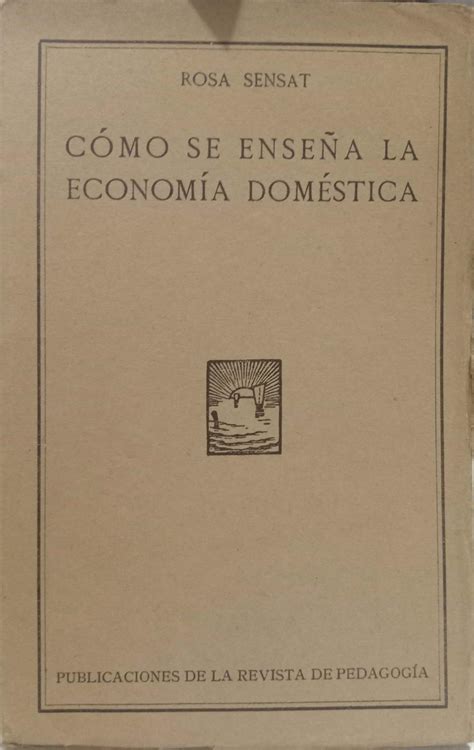 ROSA SENSAT
CÓMO SE ENSEÑA LA
ECONOMÍA DOMÉSTICA
PUBLICACIONES DE LA REVISTA DE PEDAGOGÍA